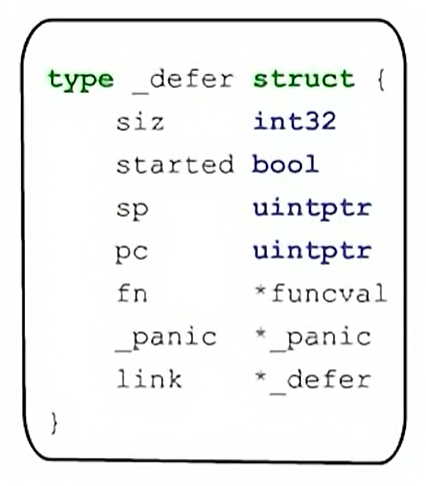 type _defer struct {
siz int32
started bool
sp uintptr
pc uintptr
fn *funcval
_panic *_panic
link *_defer
}